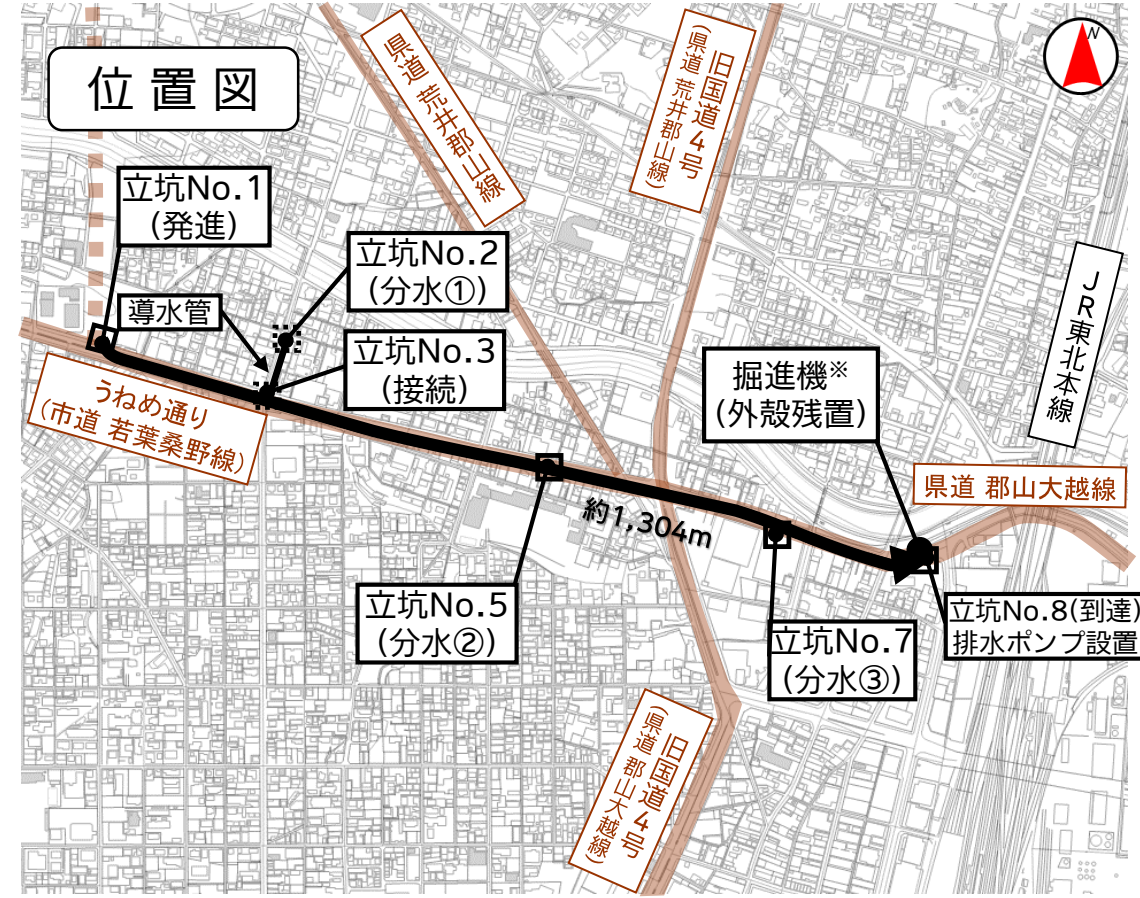 位置図
N
県道 荒井郡山線
旧国道4号
(県道 荒井郡山線)
立坑No.1
(発進)
立坑No.2
(分水①)
導水管
立坑No.3
(接続)
JR東北本線
掘進機※
(外殻残置)
うねめ通り
(市道 若葉桑野線)
県道 郡山大越線
約1,304m
立坑No.5
(分水②)
立坑No.7
(分水③)
立坑No.8(到達)
排水ポンプ設置
旧国道4号
(県道 郡山大越線)